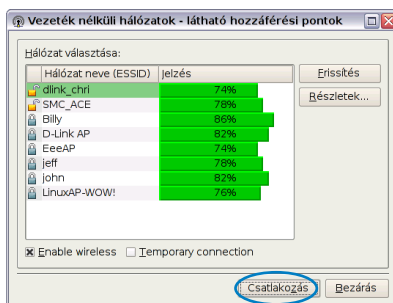 Vezeték nélküli hálózatok - látható hozzáférési pontok
Hálózat választása:
Hálózat neve (ESSID) Jelzés
dlink_chri 74%
SMC_ACE 78%
Billy 86%
D-Link AP 82%
EeeAP 74%
jeff 78%
john 82%
LinuxAP-WOW! 76%
Frissítés
Részletek...
Enable wireless Temporary connection
Csatlakozás Bezárás